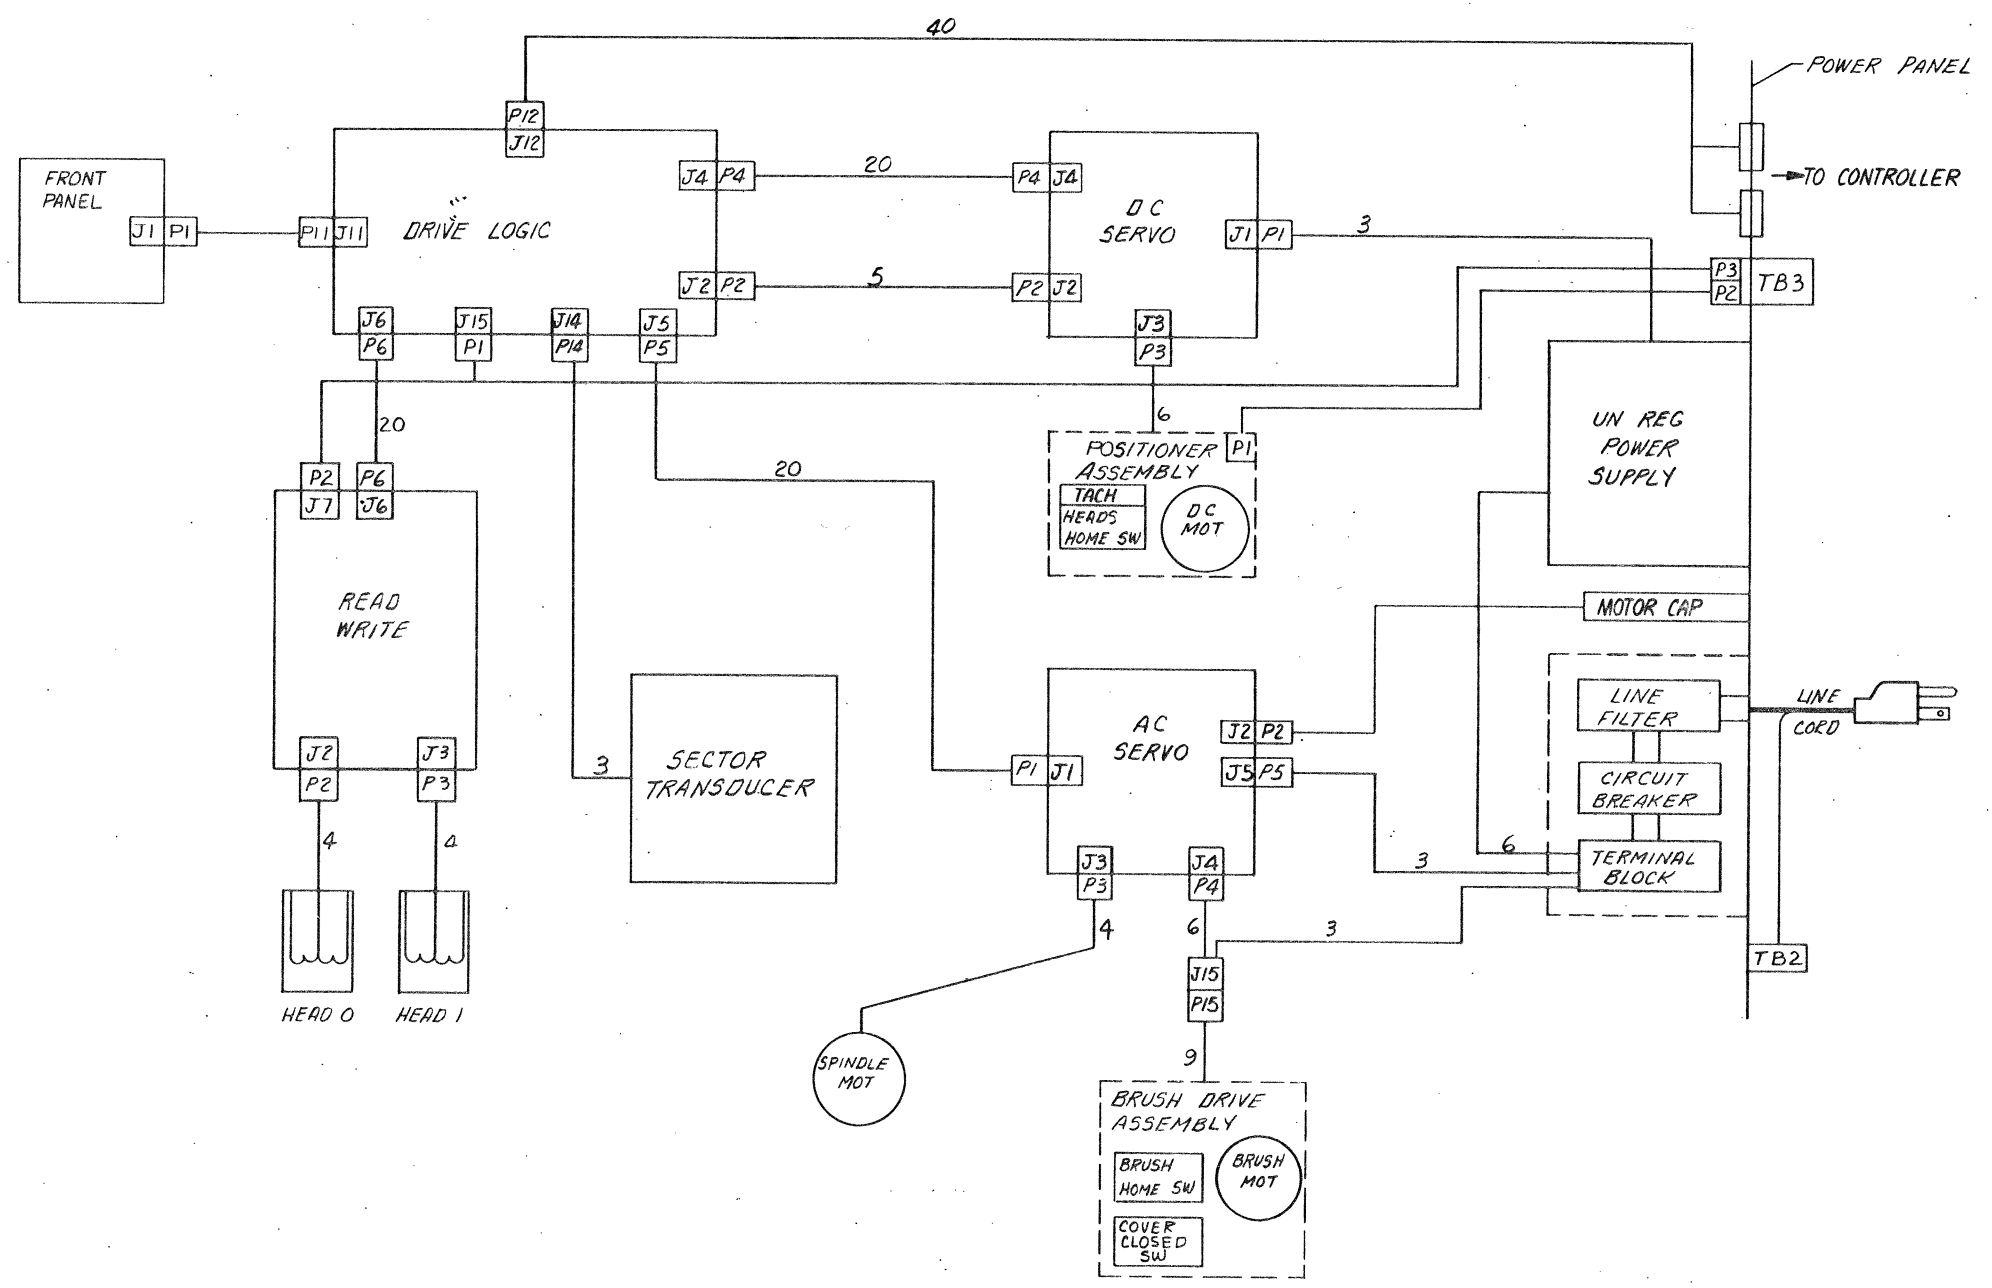 40
POWER PANEL
P12
J12
TO CONTROLLER
FRONT
PANEL
J1 P1
P11 J11
DRIVE LOGIC
J4 P4
20
P4 J4
DC
SERVO
J1 P1
3
J2 P2
5
P2 J2
P3
P2
TB3
J6
P6
J15
P1
J14
P14
J5
P5
J3
P3
20
6
UN REG
POWER
SUPPLY
POSITIONER
ASSEMBLY
P1
TACH
HEADS
HOME SW
DC
MOT
20
P2
J7
P6
J6
READ
WRITE
MOTOR CAP
LINE
FILTER
LINE
CORD
SECTOR
TRANSDUCER
3
P1 J1
AC
SERVO
J2 P2
J5 P5
CIRCUIT
BREAKER
J2
P2
J3
P3
6
3
TERMINAL
BLOCK
4
4
J3
P3
J4
P4
4
6
3
TB2
J15
P15
HEAD 0
HEAD 1
SPINDLE
MOT
9
BRUSH DRIVE
ASSEMBLY
BRUSH
HOME SW
BRUSH
MOT
COVER
CLOSED
SW